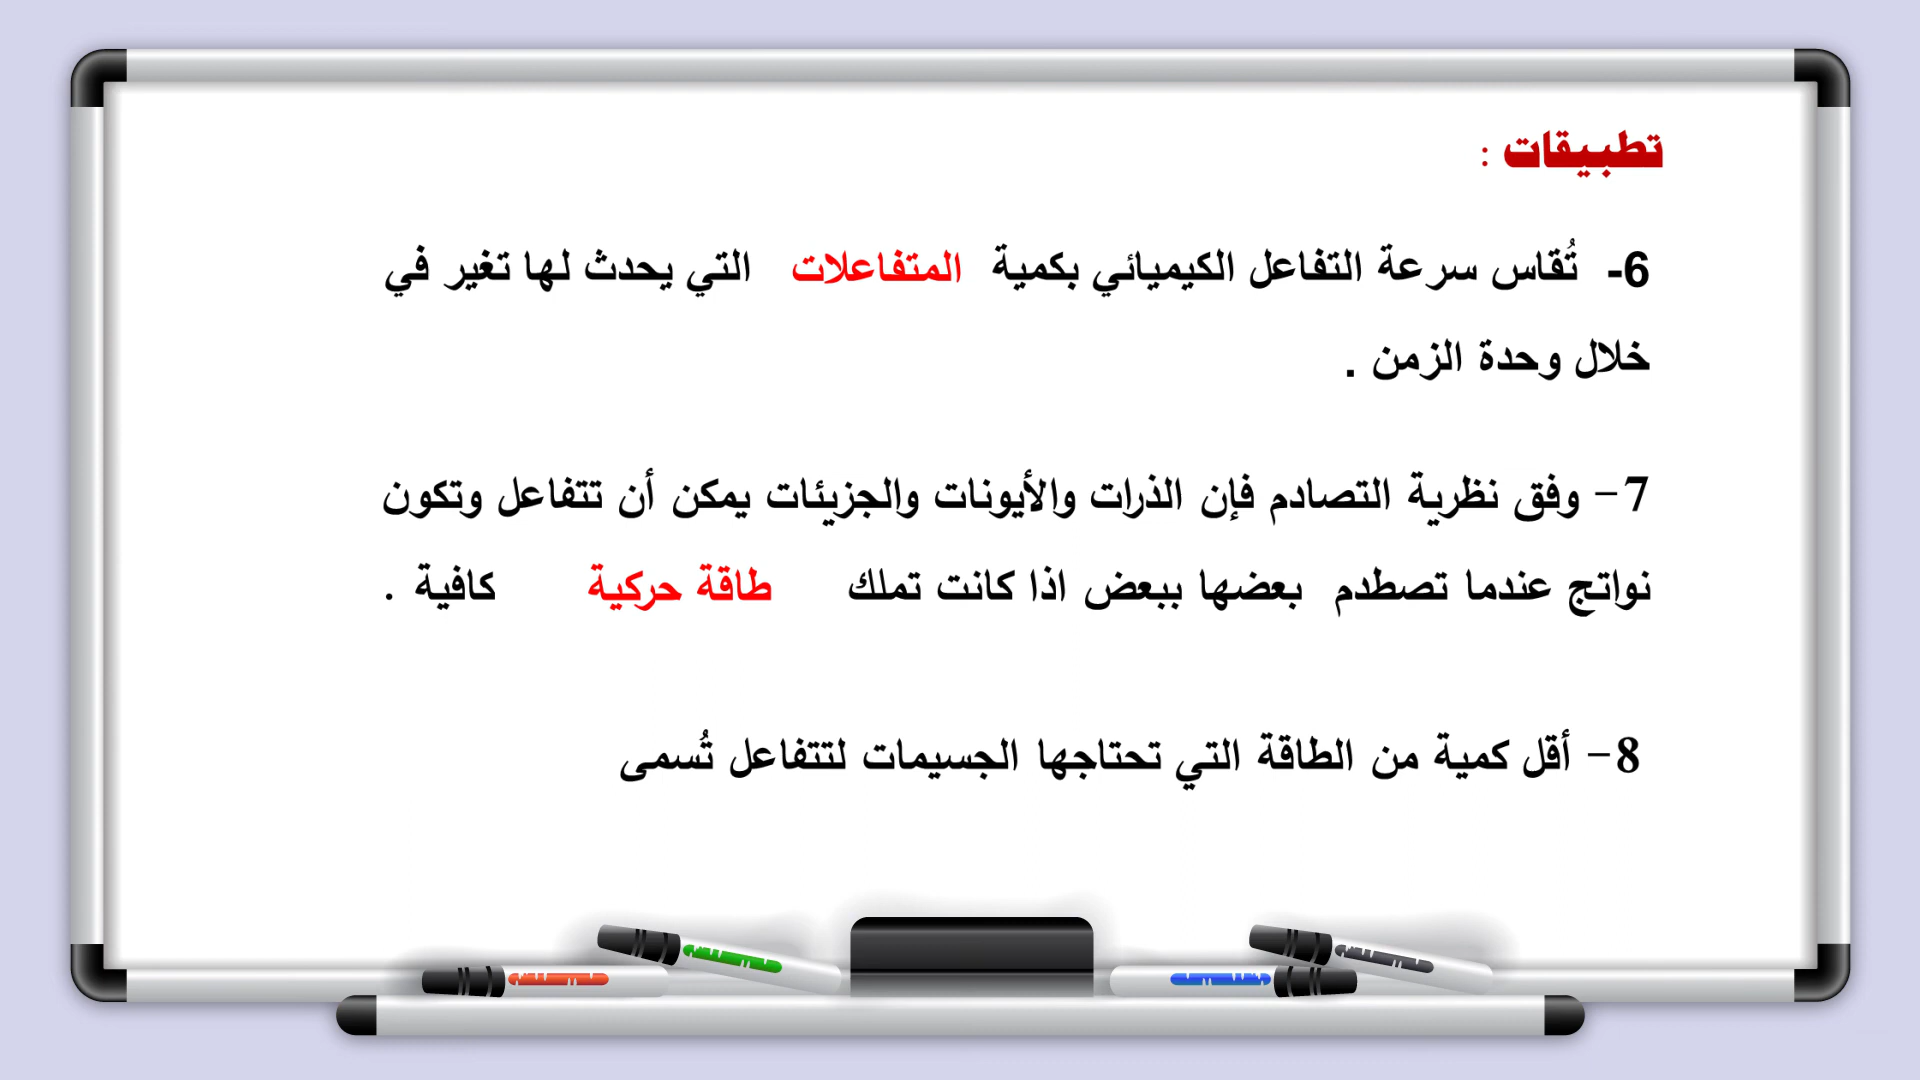 تطبيقات :
6- تُقاس سرعة التفاعل الكيميائي بكمية المتفاعلات التي يحدث لها تغير في
خلال وحدة الزمن .
7- وفق نظرية التصادم فإن الذرات والأيونات والجزيئات يمكن أن تتفاعل وتكون
نواتج عندما تصطدم بعضها ببعض اذا كانت تملك طاقة حركية كافية .
8- أقل كمية من الطاقة التي تحتاجها الجسيمات لتتفاعل تُسمى